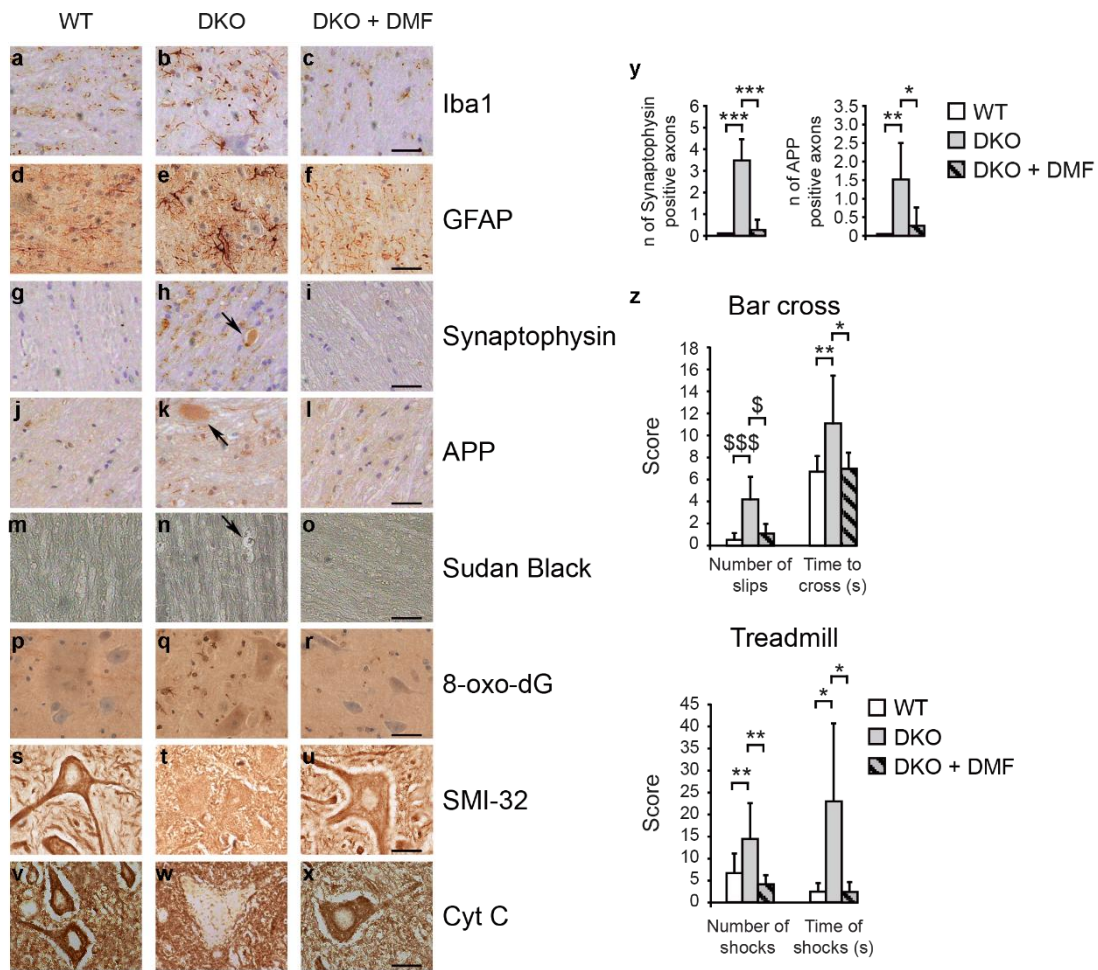 WT DKO DKO + DMF
a b c Iba1
d e f GFAP
g h i Synaptophysin
j k l APP
m n o Sudan Black
p q r 8-oxo-dG
s t u SMI-32
v w x Cyt C
y
n of Synaptophysin
positive axons
6
5
4
3
2
1
0
*** ***
n of APP
positive axons
3.5
3.0
2.5
2.0
1.5
1.0
0.5
0
** *
WT
DKO
DKO + DMF
z
Bar cross
Score
18
16
14
12
10
8
6
4
2
0
$$$ $ ** *
Number of
slips
Time to
cross (s)
Treadmill
Score
45
40
35
30
25
20
15
10
5
0
** ** * *
Number of
shocks
Time of
shocks (s)
WT
DKO
DKO + DMF